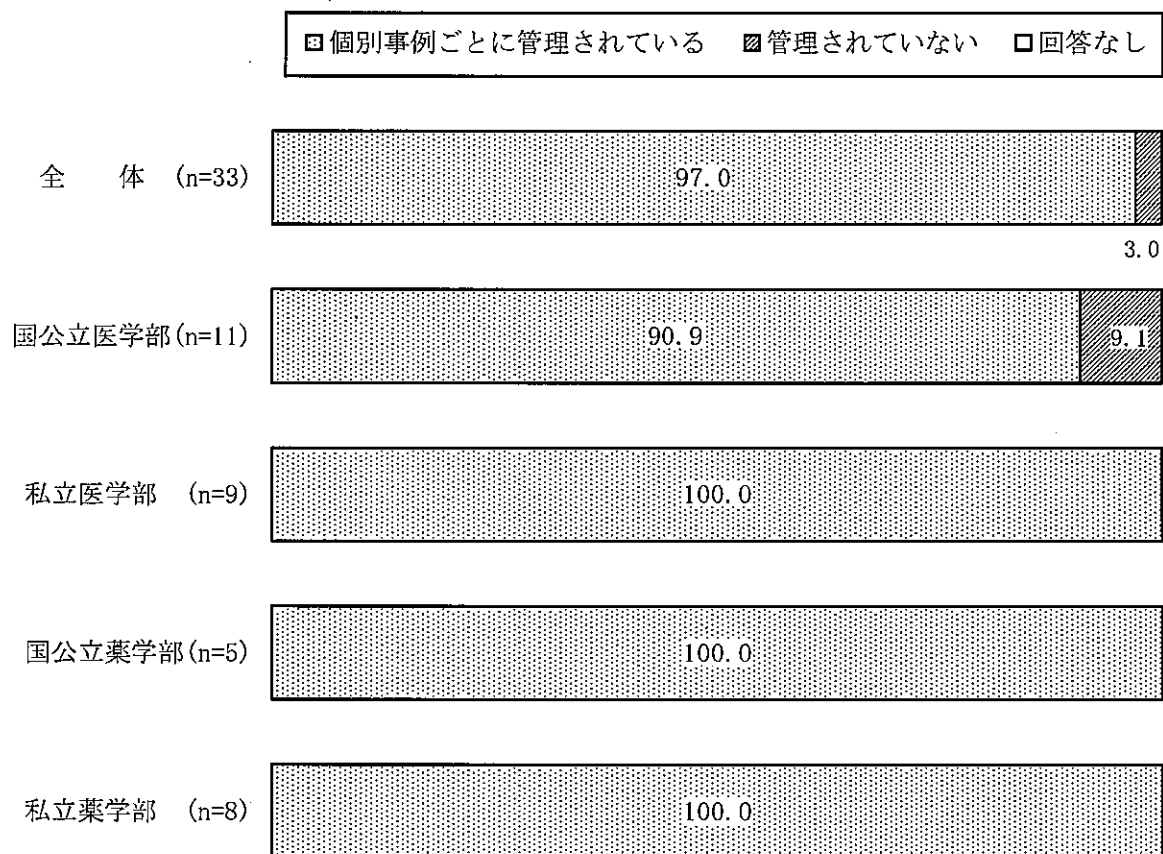 個別事例ごとに管理されている 管理されていない 回答なし
全 体 (n=33) 97.0
3.0
国公立医学部(n=11) 90.9 9.1
私立医学部 (n=9) 100.0
国公立薬学部(n=5) 100.0
私立薬学部 (n=8) 100.0